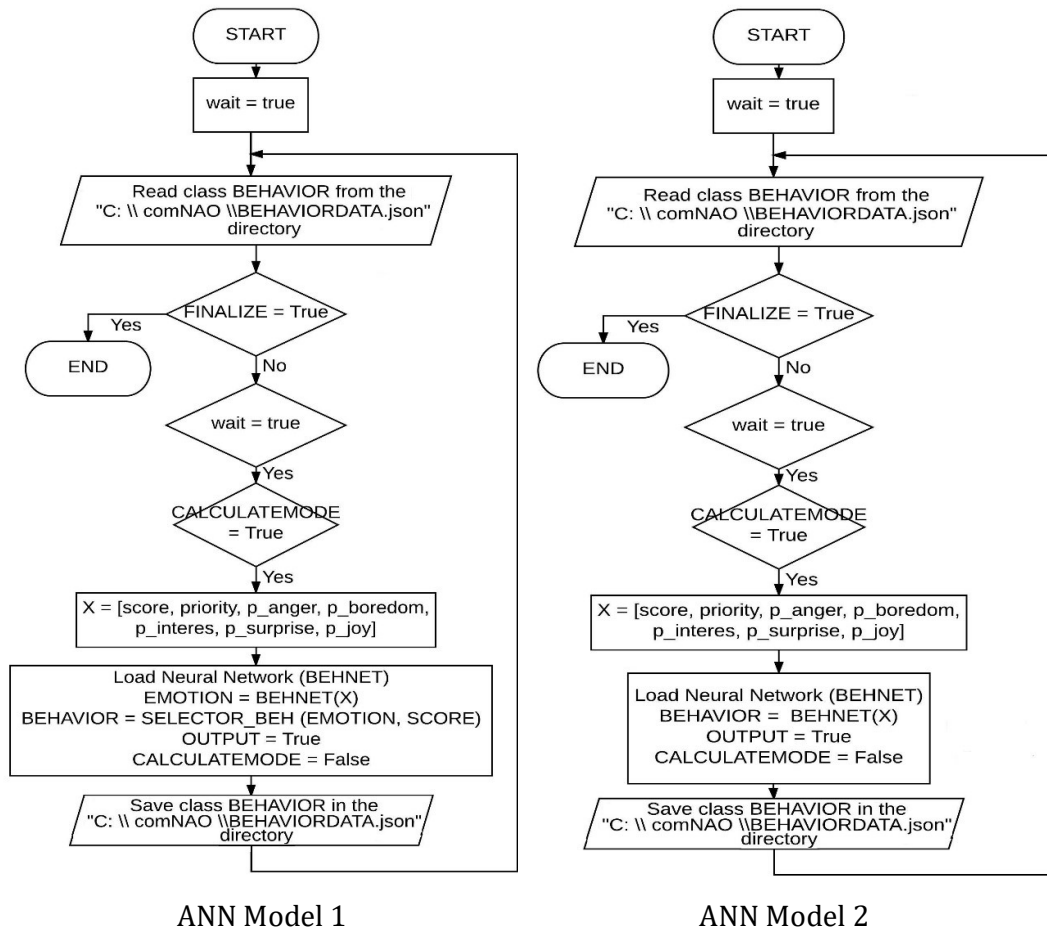 START
wait = true
Read class BEHAVIOR from the
"C: \\ comNAO \\BEHAVIORDATA.json"
directory
FINALIZE = True
Yes
END
No
wait = true
Yes
CALCULATEMODE
= True
Yes
X = [score, priority, p_anger, p_boredom,
p_interes, p_surprise, p_joy]
Load Neural Network (BEHNET)
EMOTION = BEHNET(X)
BEHAVIOR = SELECTOR_BEH (EMOTION, SCORE)
OUTPUT = True
CALCULATEMODE = False
Save class BEHAVIOR in the
"C: \\ comNAO \\BEHAVIORDATA.json"
directory
ANN Model 1
START
wait = true
Read class BEHAVIOR from the
"C: \\ comNAO \\BEHAVIORDATA.json"
directory
FINALIZE = True
Yes
END
No
wait = true
Yes
CALCULATEMODE
= True
Yes
X = [score, priority, p_anger, p_boredom,
p_interes, p_surprise, p_joy]
Load Neural Network (BEHNET)
BEHAVIOR =  BEHNET(X)
OUTPUT = True
CALCULATEMODE = False
Save class BEHAVIOR in the
"C: \\ comNAO \\BEHAVIORDATA.json"
directory
ANN Model 2